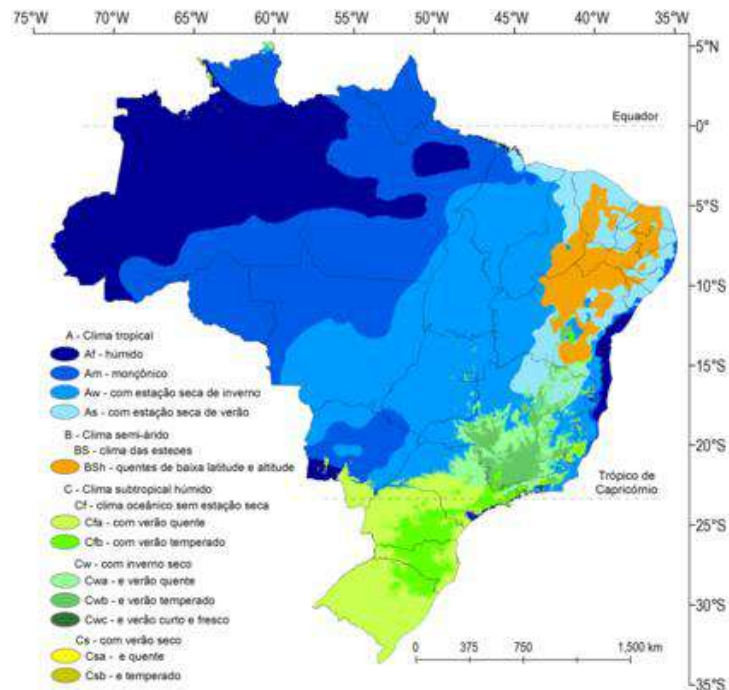 75°W 70°W 65°W 60°W 55°W 50°W 45°W 40°W 35°W
5°N
Equador
0°
5°S
10°S
15°S
20°S
Trópico de
Capricórnio
25°S
30°S
35°S
A - Clima tropical
Af - húmido
Am - monçônico
Aw - com estação seca de inverno
As - com estação seca de verão
B - Clima semi-árido
BS - clima das estepes
BSh - quentes de baixa latitude e altitude
C - Clima subtropical húmido
Cf - clima oceánico sem estação seca
Cfa - com verão quente
Cfb - com verão temperado
Cw - com inverno seco
Cwa - e verão quente
Cwb - e verão temperado
Cwc - e verão curto e fresco
Cs - com verão seco
Csa - e quente
Csb - e temperado
0 375 750 1,500 km